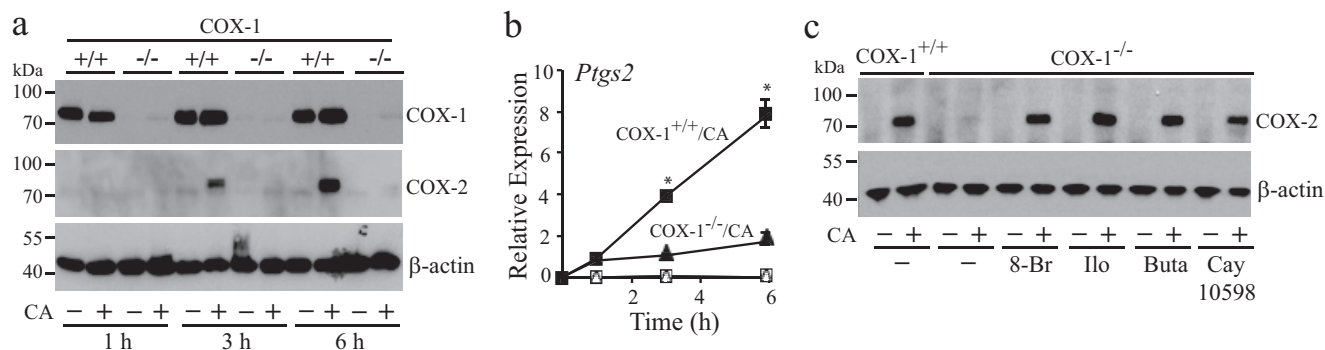 a
COX-1
+/+ -/- +/+ -/- +/+ -/-
kDa
100
70
COX-1
100
70
COX-2
55
40
β-actin
CA − + − + − + − + − + − +
1 h 3 h 6 h
b
Ptgs2
Relative Expression
10
8
6
4
2
0
*
*
COX-1+/+/CA
COX-1-/-/CA
2 4 6
Time (h)
c
COX-1+/+ COX-1-/-
kDa
100
70
COX-2
55
40
β-actin
CA − + − + − + − + − + − +
− − 8-Br Ilo Buta Cay
10598